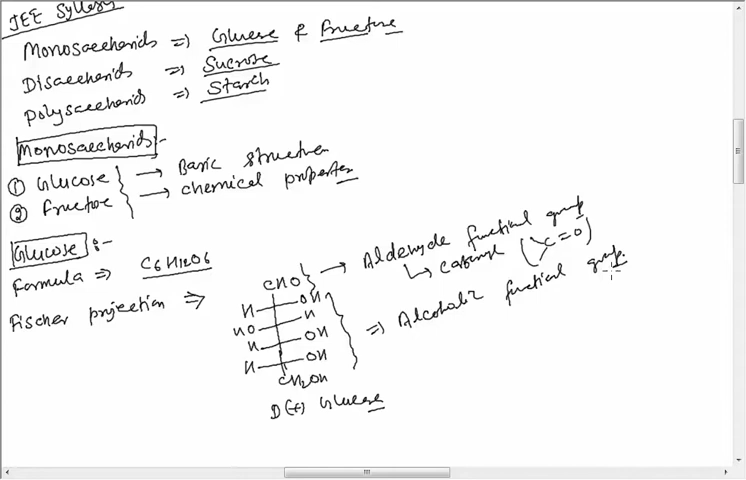 JEE Syllabus
Monosaccharids => Glucose & Fructose
Disaccharids => Sucrose
Polysaccharids => Starch
Monosaccharids :-
① Glucose → Basic structure
② Fructose → chemical properties
Glucose :-
Formula => C6H12O6
Fischer projection =>
CHO → Aldehyde functional group
↳ Carbonyl (>C=O)
H OH
HO H
H OH => Alcoholic functional group
H OH
CH2OH
D(+) Glucose